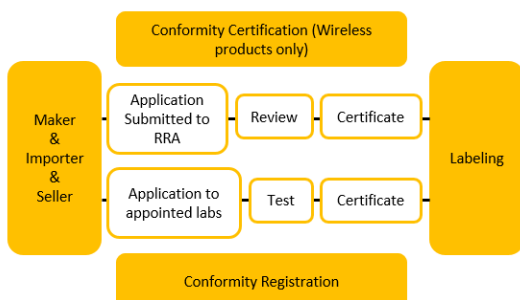 Conformity Certification (Wireless
products only)
Maker
&
Importer
&
Seller
Application
Submitted to
RRA
Review
Certificate
Labeling
Application to
appointed labs
Test
Certificate
Conformity Registration